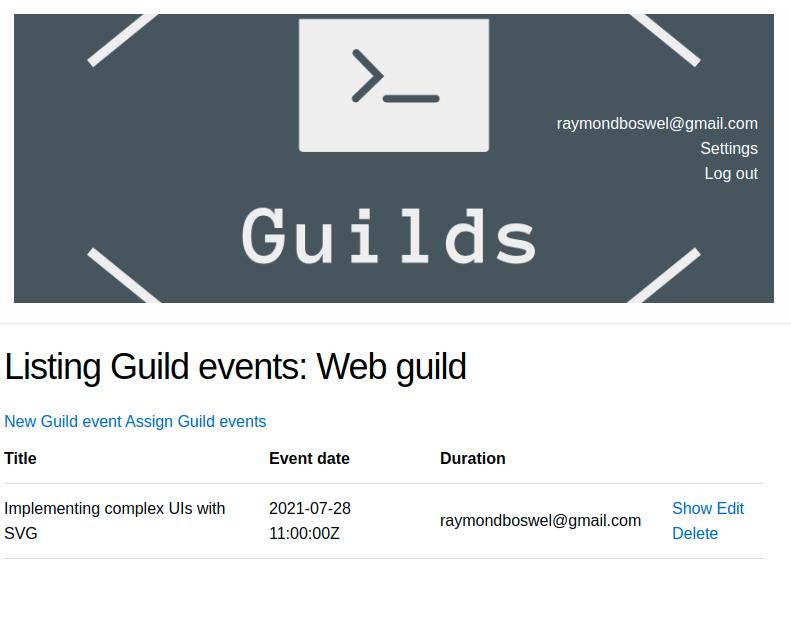 >_
raymondboswel@gmail.com
Settings
Log out
Guilds
Listing Guild events: Web guild
New Guild event Assign Guild events
Title Event date Duration
Implementing complex UIs with SVG 2021-07-28 11:00:00Z raymondboswel@gmail.com Show Edit Delete